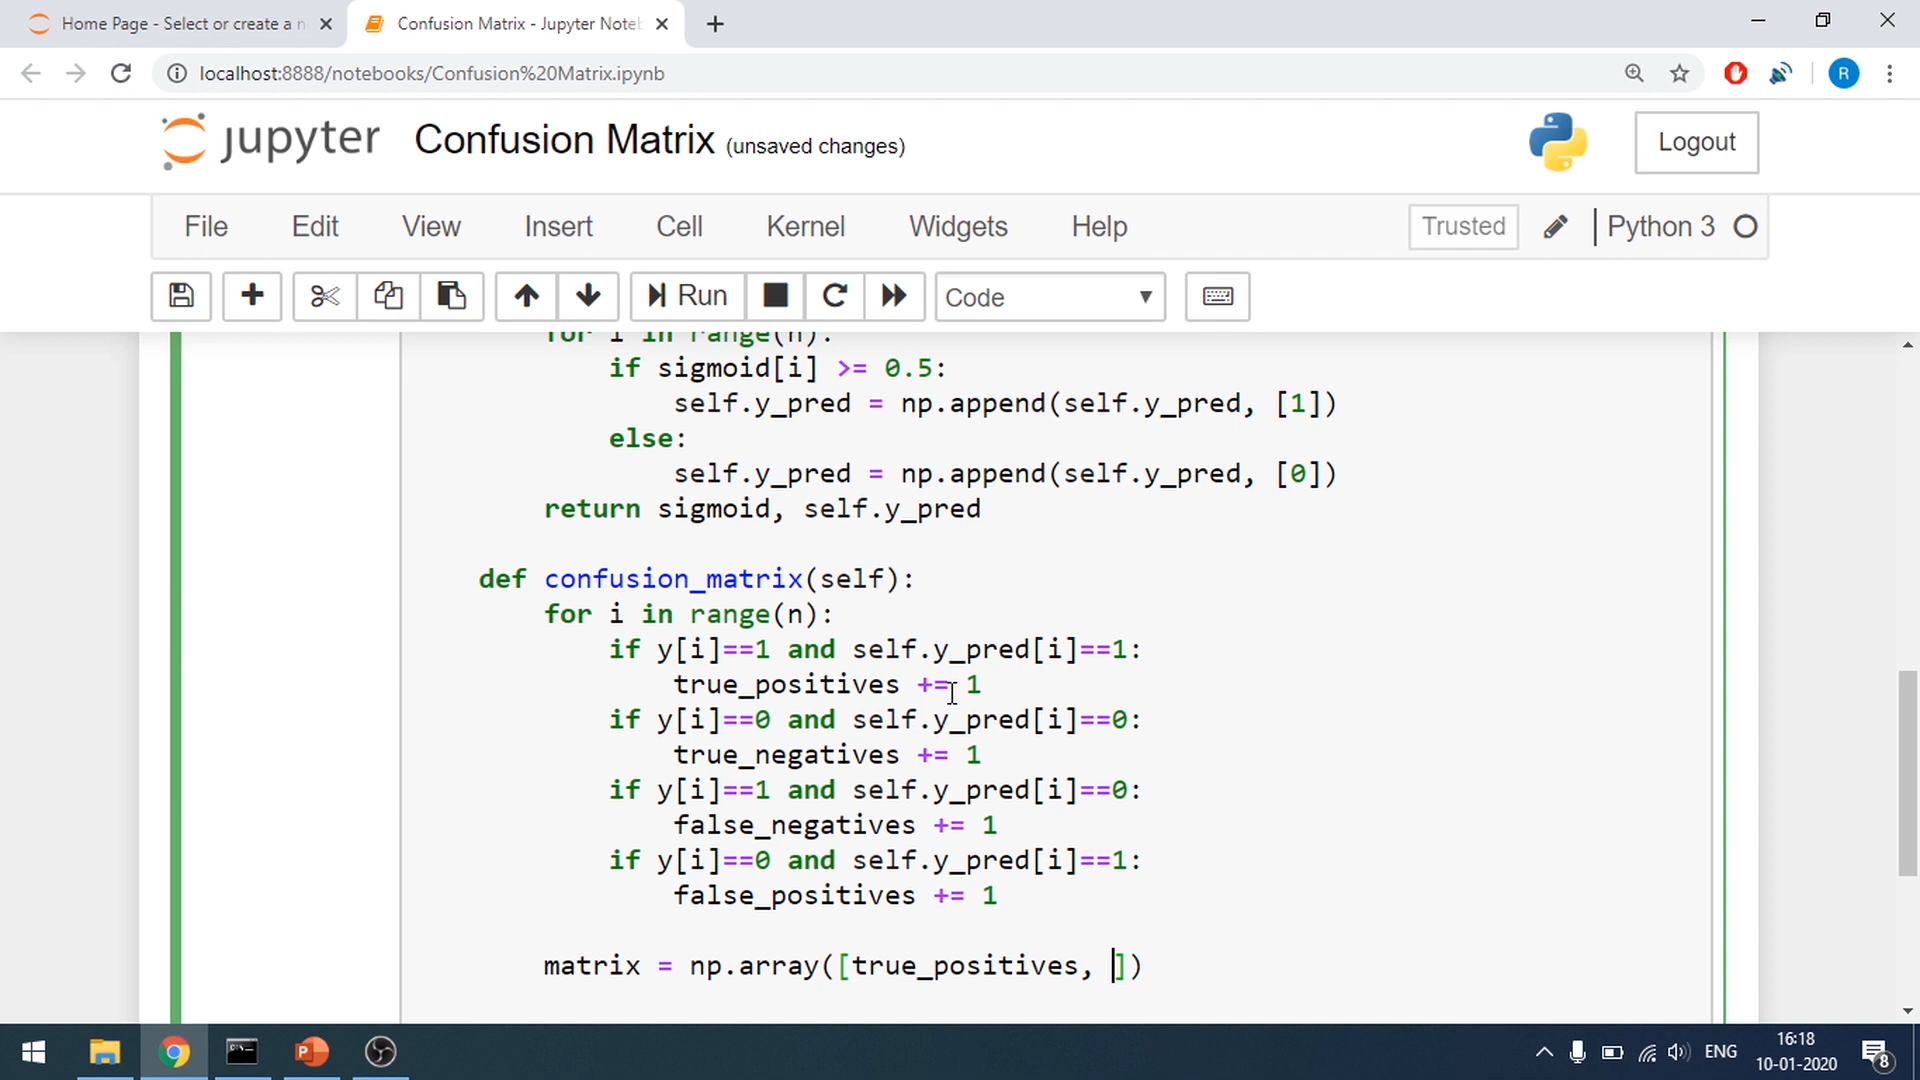 Home Page - Select or create a n
Confusion Matrix - Jupyter Noteb
localhost:8888/notebooks/Confusion%20Matrix.ipynb
R
jupyter
Confusion Matrix (unsaved changes)
Logout
File Edit View Insert Cell Kernel Widgets Help
Trusted
Python 3
Run
Code
for i in range(n):
if sigmoid[i] >= 0.5:
self.y_pred = np.append(self.y_pred, [1])
else:
self.y_pred = np.append(self.y_pred, [0])
return sigmoid, self.y_pred
def confusion_matrix(self):
for i in range(n):
if y[i]==1 and self.y_pred[i]==1:
true_positives += 1
if y[i]==0 and self.y_pred[i]==0:
true_negatives += 1
if y[i]==1 and self.y_pred[i]==0:
false_negatives += 1
if y[i]==0 and self.y_pred[i]==1:
false_positives += 1
matrix = np.array([true_positives, ])
ENG
16:18
10-01-2020
8